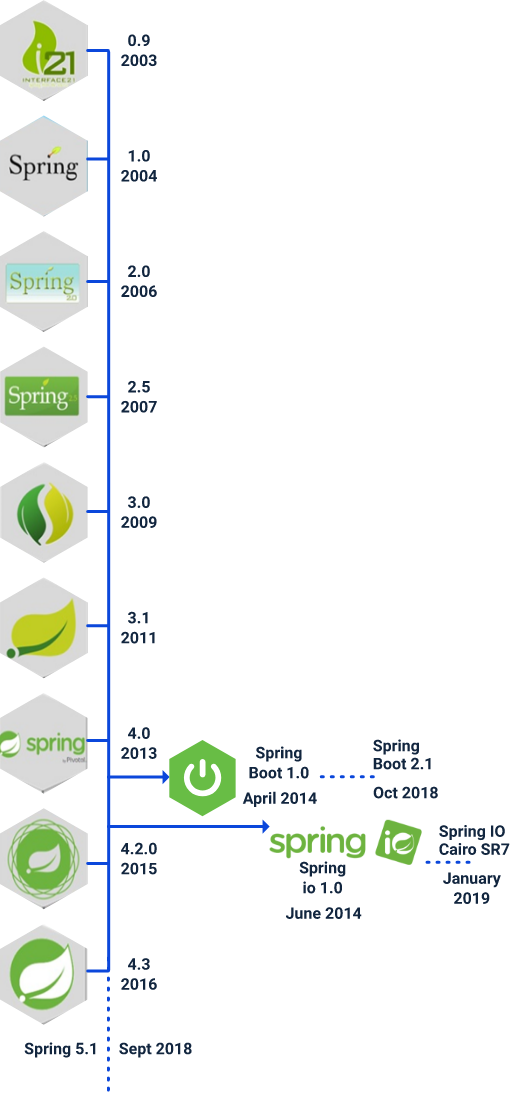 i21
INTERFACE21
0.9
2003
Spring
1.0
2004
Spring
2.0
2.0
2006
Spring
2.5
2.5
2007
3.0
2009
3.1
2011
spring
by Pivotal
4.0
2013
Spring
Boot 1.0
April 2014
Spring
Boot 2.1
Oct 2018
4.2.0
2015
spring
io
Spring
io 1.0
June 2014
Spring IO
Cairo SR7
January
2019
4.3
2016
Spring 5.1
Sept 2018